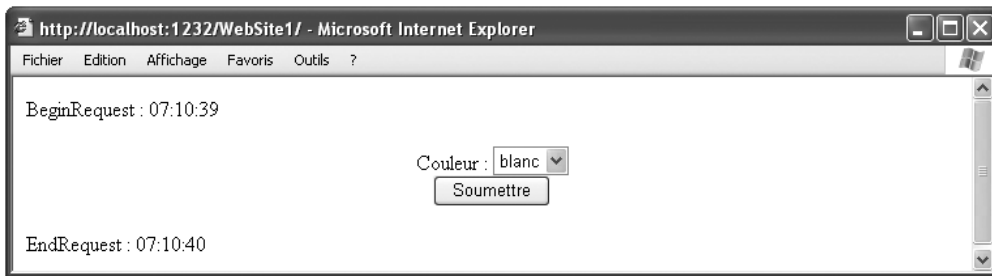 http://localhost:1232/WebSite1/ - Microsoft Internet Explorer
Fichier Edition Affichage Favoris Outils ?
BeginRequest : 07:10:39
Couleur : blanc
Soumettre
EndRequest : 07:10:40